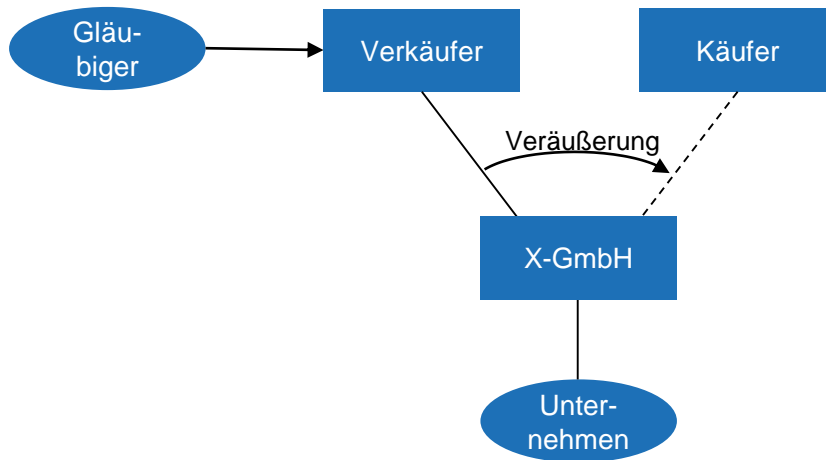 Gläu-
biger
Verkäufer
Käufer
Veräußerung
X-GmbH
Unter-
nehmen